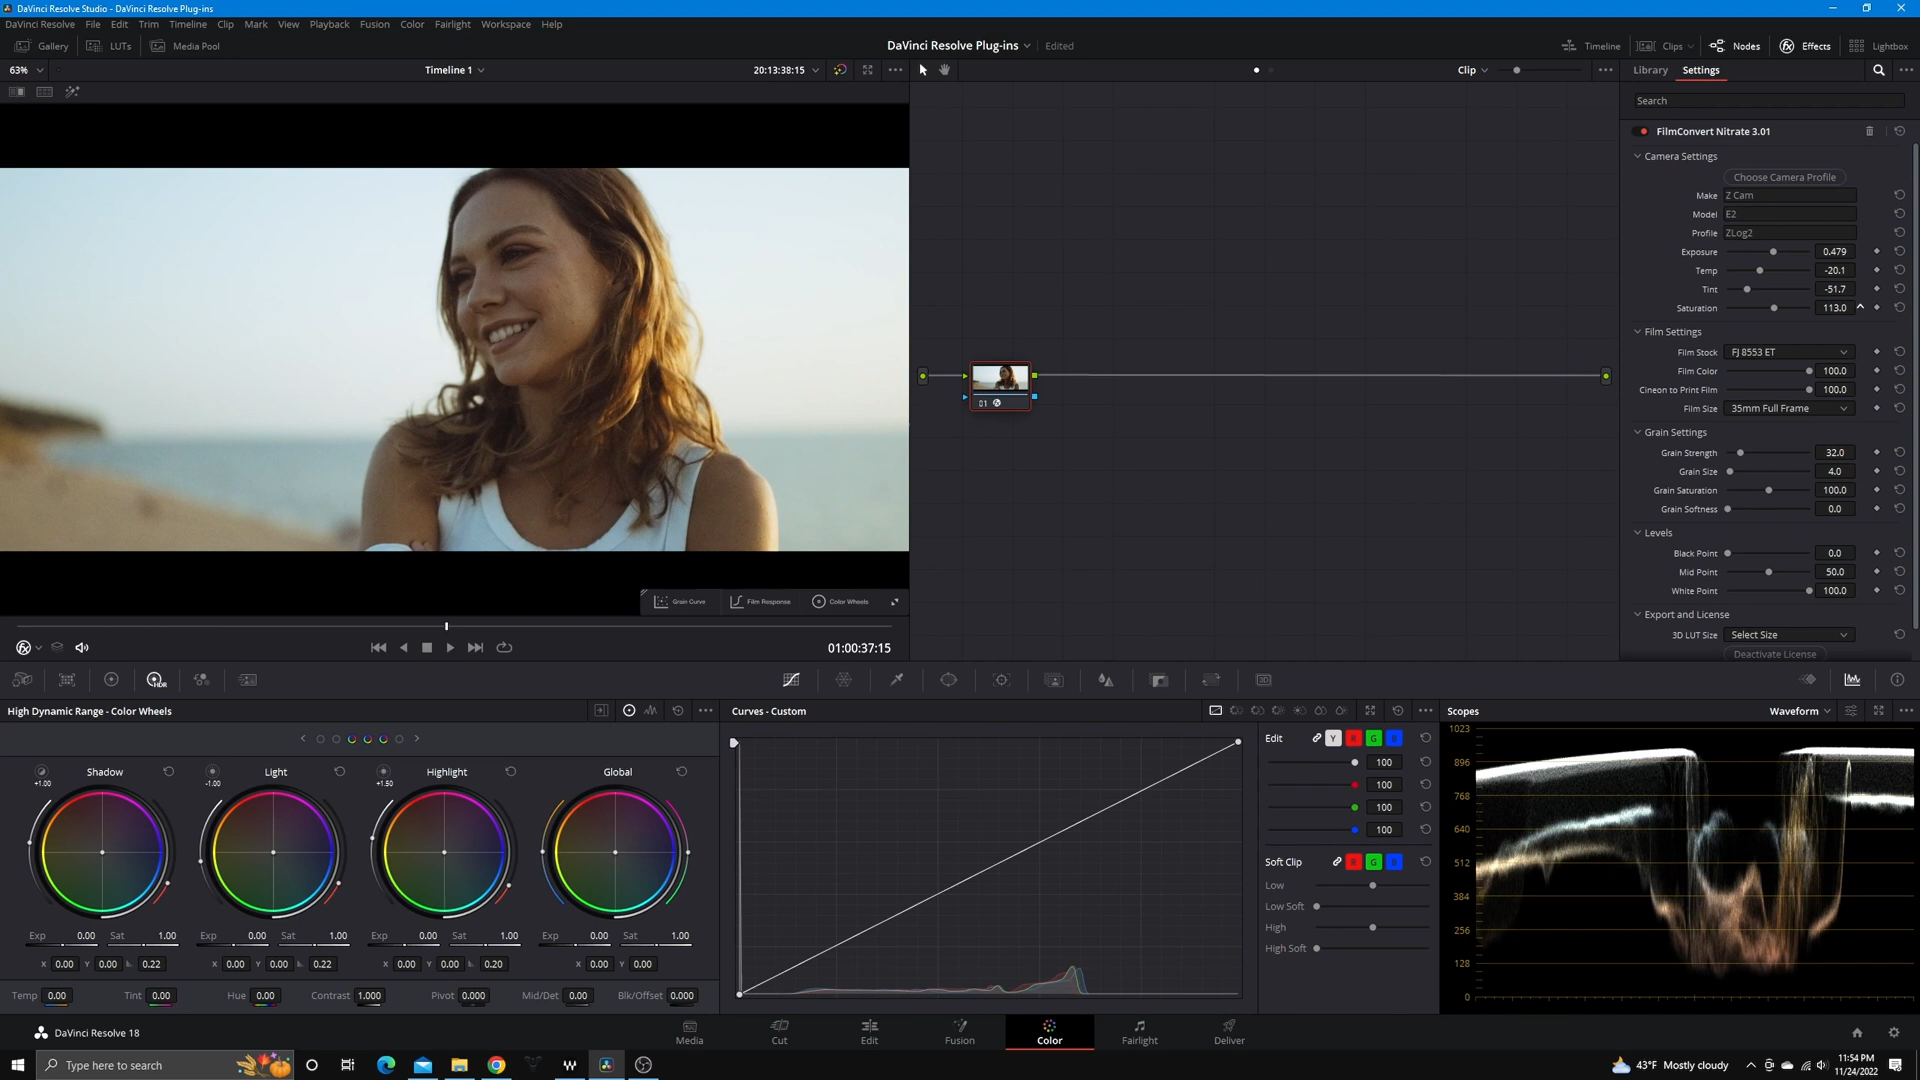 DaVinci Resolve Studio - DaVinci Resolve Plug-ins
DaVinci Resolve File Edit Trim Timeline Clip Mark View Playback Fusion Color Fairlight Workspace Help
Gallery LUTs Media Pool DaVinci Resolve Plug-ins Edited Timeline Clips Nodes Effects Lightbox
63% Timeline 1 20:13:38:15 Clip Library Settings
Search
FilmConvert Nitrate 3.01
Camera Settings
Choose Camera Profile
Make Z Cam
Model E2
Profile ZLog2
Exposure 0.479
Temp -20.1
Tint -51.7
Saturation 113.0
Film Settings
Film Stock FJ 8553 ET
Film Color 100.0
Cineon to Print Film 100.0
Film Size 35mm Full Frame
Grain Settings
Grain Strength 32.0
Grain Size 4.0
Grain Saturation 100.0
Grain Softness 0.0
Levels
Black Point 0.0
Mid Point 50.0
White Point 100.0
Export and License
3D LUT Size Select Size
Deactivate License
01
Grain Curve Film Response Color Wheels
01:00:37:15
HDR
3D
High Dynamic Range - Color Wheels
Shadow Light Highlight Global
+1.00 -1.00 +1.50
Exp 0.00 Sat 1.00 Exp 0.00 Sat 1.00 Exp 0.00 Sat 1.00 Exp 0.00 Sat 1.00
X 0.00 Y 0.00 0.22 X 0.00 Y 0.00 0.22 X 0.00 Y 0.00 0.20 X 0.00 Y 0.00
Temp 0.00 Tint 0.00 Hue 0.00 Contrast 1.000 Pivot 0.000 Mid/Det 0.00 Blk/Offset 0.000
Curves - Custom
Edit Y R G B
100
100
100
100
Soft Clip R G B
Low
Low Soft
High
High Soft
Scopes Waveform
1023
896
768
640
512
384
256
128
0
DaVinci Resolve 18
Media Cut Edit Fusion Color Fairlight Deliver
Type here to search
43°F Mostly cloudy
11:54 PM
11/24/2022